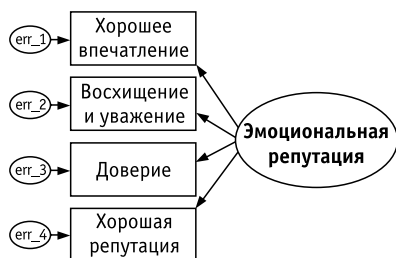 err_1
Хорошее
впечатление
err_2
Восхищение
и уважение
Эмоциональная
репутация
err_3
Доверие
err_4
Хорошая
репутация